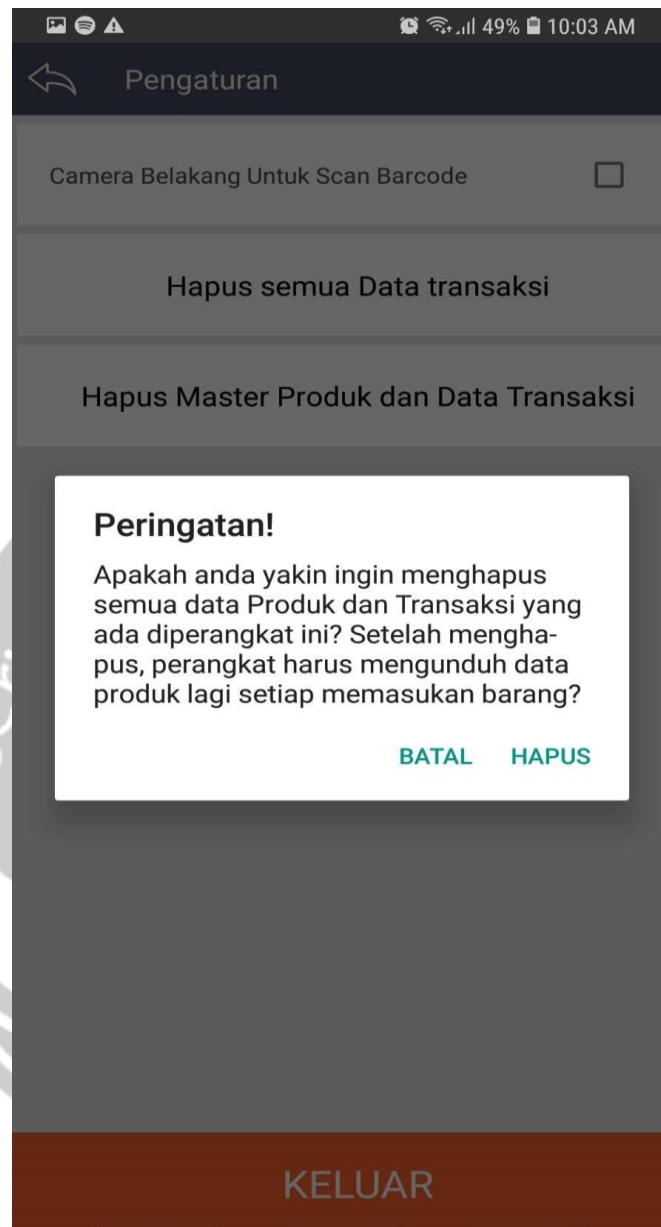 49% 10:03 AM
Pengaturan
Camera Belakang Untuk Scan Barcode
Hapus semua Data transaksi
Hapus Master Produk dan Data Transaksi
Peringatan!
Apakah anda yakin ingin menghapus
semua data Produk dan Transaksi yang
ada diperangkat ini? Setelah mengha-
pus, perangkat harus mengunduh data
produk lagi setiap memasukan barang?
BATAL HAPUS
KELUAR